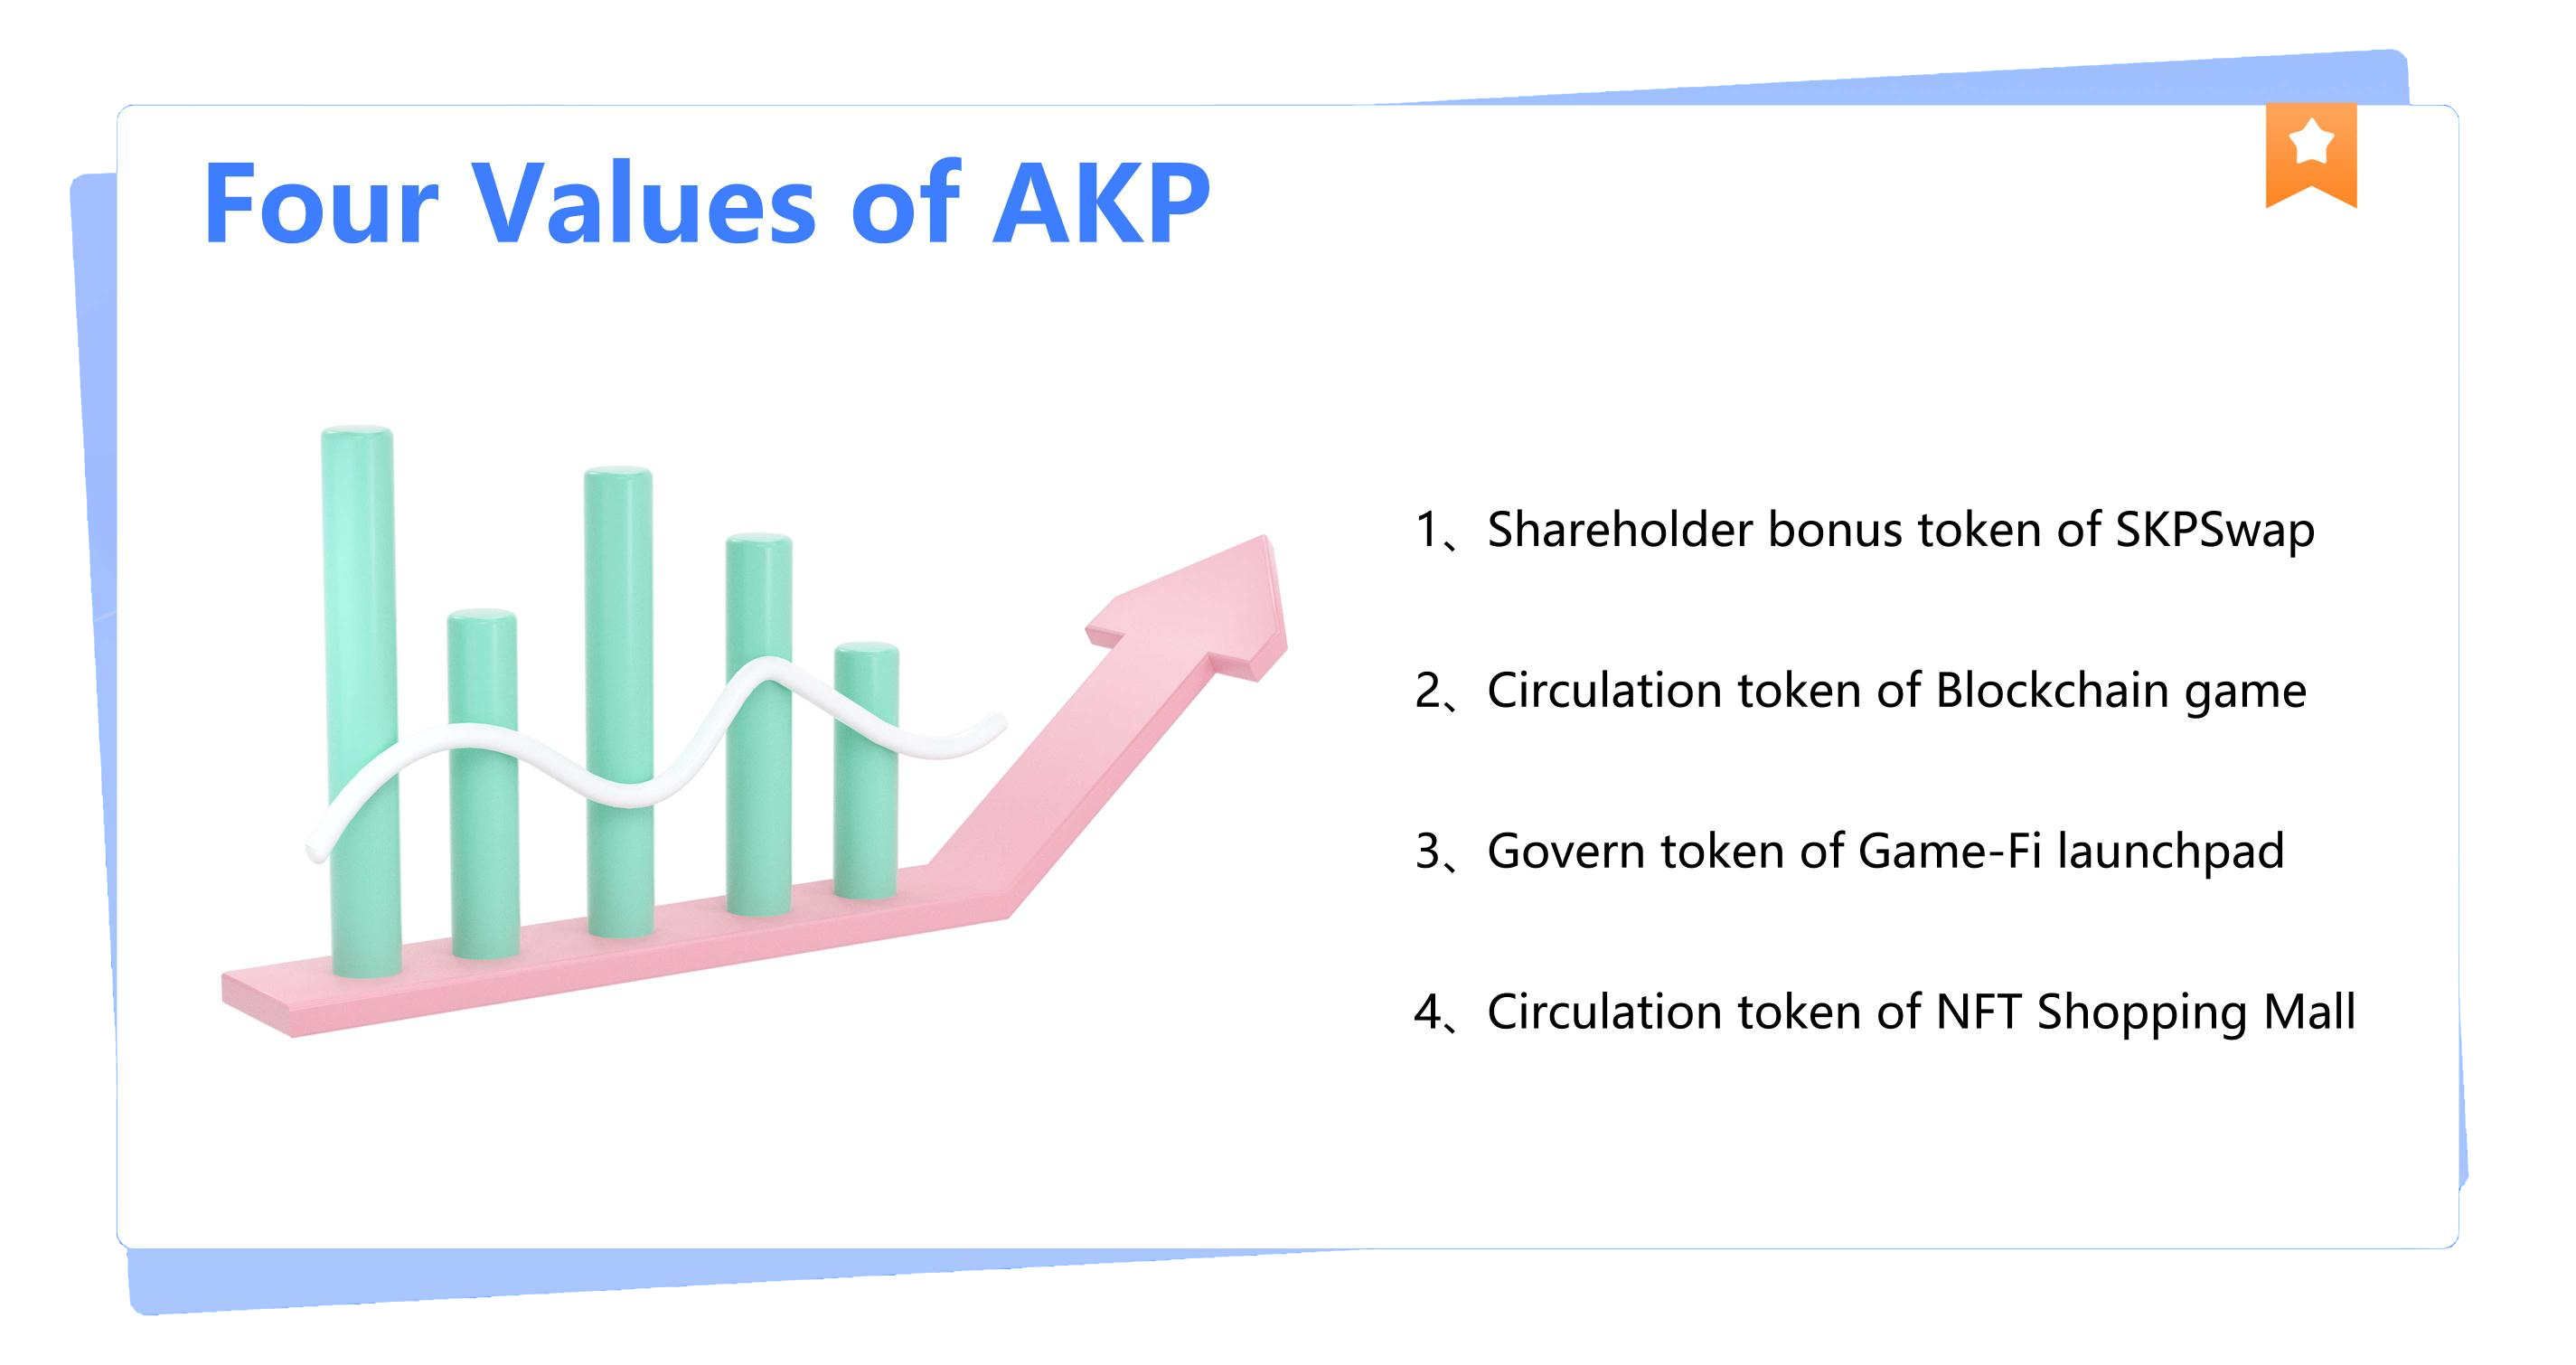 Four Values of AKP
1、Shareholder bonus token of SKPSwap
2、Circulation token of Blockchain game
3、Govern token of Game-Fi launchpad
4、Circulation token of NFT Shopping Mall